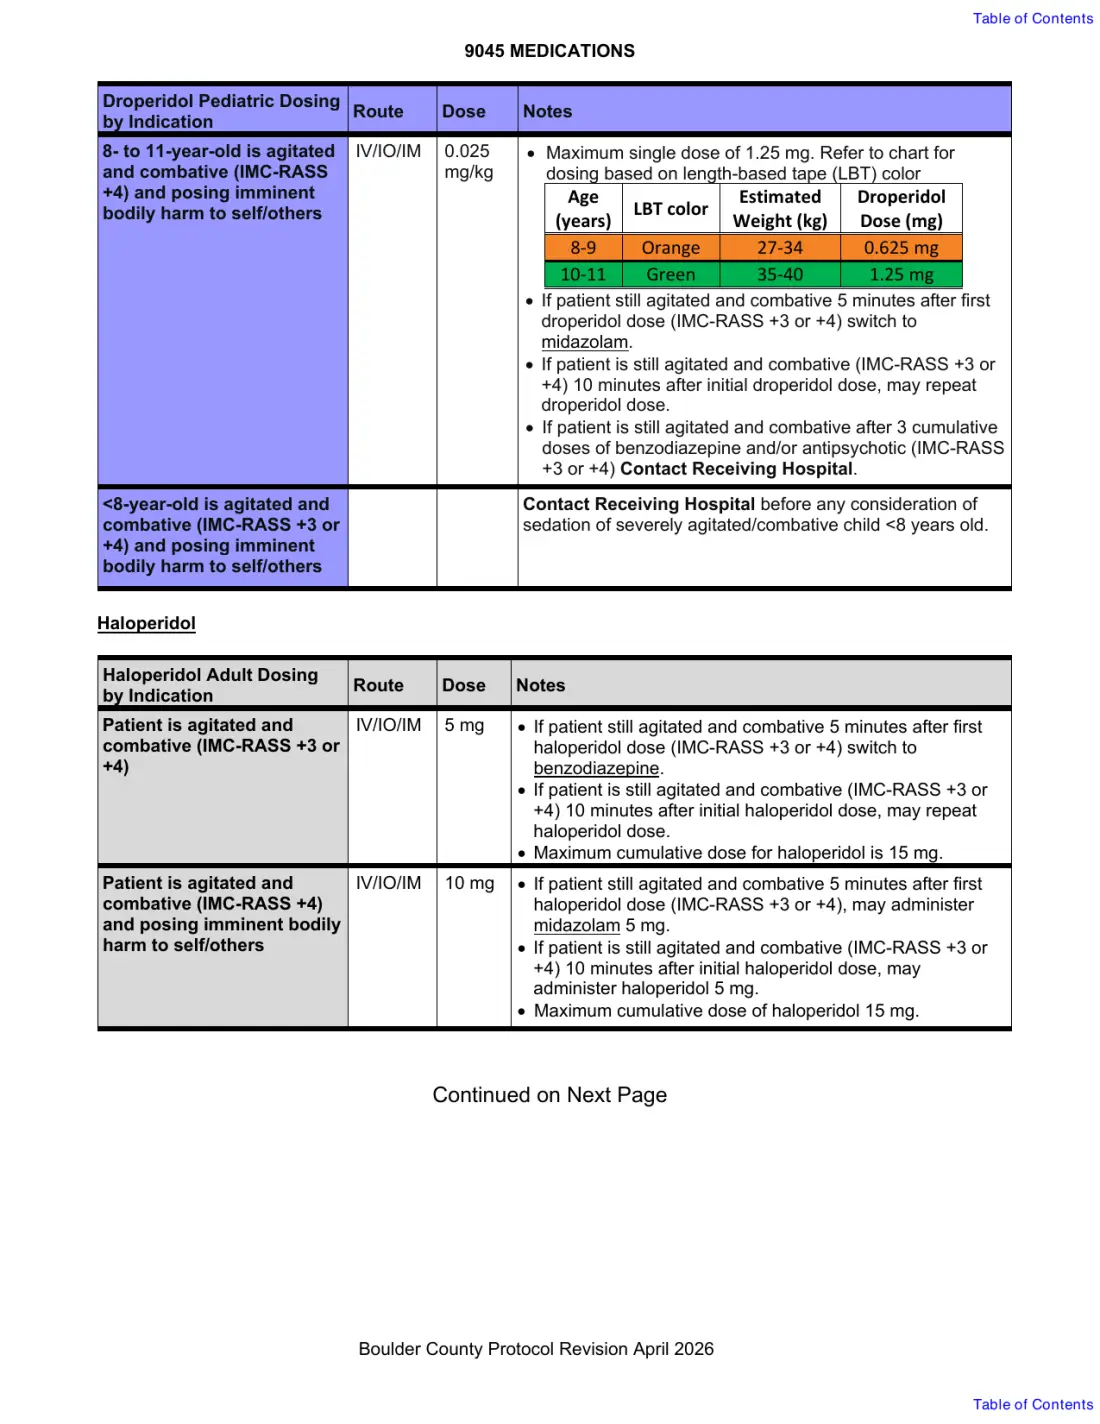 Table of Contents
9045 MEDICATIONS
Droperidol Pediatric Dosing
by Indication
Route
Dose
Notes
8- to 11-year-old is agitated
and combative (IMC-RASS
+4) and posing imminent
bodily harm to self/others
IV/IO/IM
0.025
mg/kg
• Maximum single dose of 1.25 mg. Refer to chart for
dosing based on length-based tape (LBT) color
Age
(years)
LBT color
Estimated
Weight (kg)
Droperidol
Dose (mg)
8-9 Orange 27-34 0.625 mg
10-11 Green 35-40 1.25 mg
• If patient still agitated and combative 5 minutes after first
droperidol dose (IMC-RASS +3 or +4) switch to
midazolam.
• If patient is still agitated and combative (IMC-RASS +3 or
+4) 10 minutes after initial droperidol dose, may repeat
droperidol dose.
• If patient is still agitated and combative after 3 cumulative
doses of benzodiazepine and/or antipsychotic (IMC-RASS
+3 or +4) Contact Receiving Hospital.
<8-year-old is agitated and
combative (IMC-RASS +3 or
+4) and posing imminent
bodily harm to self/others
Contact Receiving Hospital before any consideration of
sedation of severely agitated/combative child <8 years old.
Haloperidol
Haloperidol Adult Dosing
by Indication
Route
Dose
Notes
Patient is agitated and
combative (IMC-RASS +3 or
+4)
IV/IO/IM
5 mg
• If patient still agitated and combative 5 minutes after first
haloperidol dose (IMC-RASS +3 or +4) switch to
benzodiazepine.
• If patient is still agitated and combative (IMC-RASS +3 or
+4) 10 minutes after initial haloperidol dose, may repeat
haloperidol dose.
• Maximum cumulative dose for haloperidol is 15 mg.
Patient is agitated and
combative (IMC-RASS +4)
and posing imminent bodily
harm to self/others
IV/IO/IM
10 mg
• If patient still agitated and combative 5 minutes after first
haloperidol dose (IMC-RASS +3 or +4), may administer
midazolam 5 mg.
• If patient is still agitated and combative (IMC-RASS +3 or
+4) 10 minutes after initial haloperidol dose, may
administer haloperidol 5 mg.
• Maximum cumulative dose of haloperidol 15 mg.
Continued on Next Page
Boulder County Protocol Revision April 2026
Table of Contents